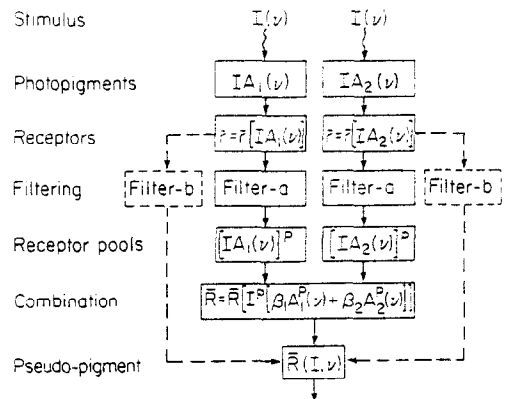 Stimulus I(ν) I(ν)
Photopigments IA₁(ν) IA₂(ν)
Receptors r̄=r̄[IA₁(ν)] r̄=r̄[IA₂(ν)]
Filtering Filter-b Filter-a Filter-a Filter-b
Receptor pools [IA₁(ν)]ᵖ [IA₂(ν)]ᵖ
Combination R̄=R̄[Iᵖ[β₁A₁ᵖ(ν)+β₂A₂ᵖ(ν)]]
Pseudo-pigment R̄(I,ν)